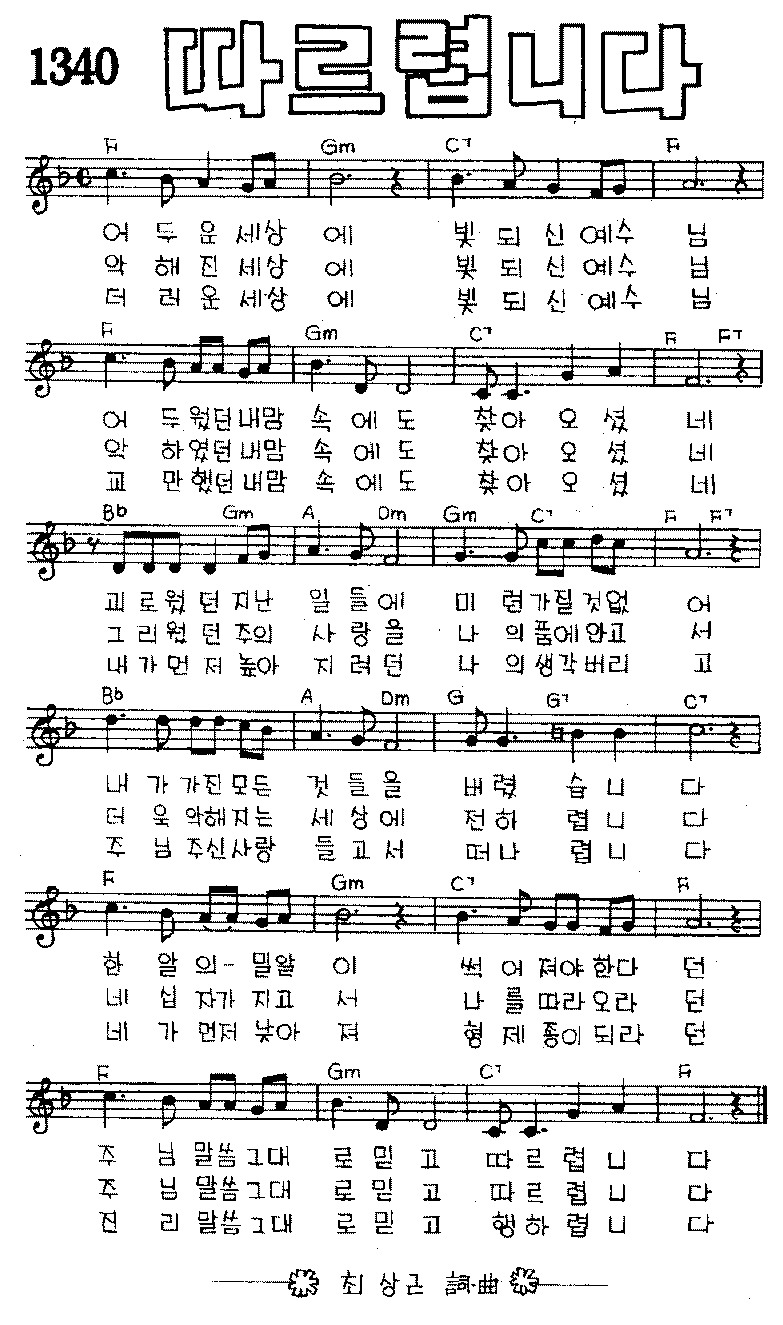 1340 따르렵니다
F Gm C7 F
어 두 운 세상 에 빛 되 신 예수 님
악 해 진 세상 에 빛 되 신 예수 님
더 러 운 세상 에 빛 되 신 예수 님
F Gm C7 F F7
어 두 웠던 내맘 속 에 도 찾아 오 셨 네
악 하 였던 내맘 속 에 도 찾아 오 셨 네
교 만 했던 내맘 속 에 도 찾아 오 셨 네
Bb Gm A Dm Gm C7 F F7
괴 로 웠 던 지난 일 들 에 미 련 가 질 것 없 어
그 리 웠 던 주의 사 랑 을 나 의 품 에 안 고 서
내 가 먼 저 높아 지 려 던 나 의 생 각 버 리 고
Bb A Dm G G7 C7
내 가 가진 모든 것 들 을 버 렸 습 니 다
더 욱 악해 지는 세 상 에 전 하 렵 니 다
주 님 주신 사랑 들 고 서 떠 나 렵 니 다
F Gm C7 F
한 알 의- 밀알 이 썩 어 져야 한다 던
네 십 자가 지고 서 나 를 따라 오라 던
네 가 먼저 낮아 져 형 제 종이 되라 던
F Gm C7 F
주 님 말씀 그대 로 믿 고 따 르 렵 니 다
주 님 말씀 그대 로 믿 고 따 르 렵 니 다
진 리 말씀 그대 로 믿 고 행 하 렵 니 다
최 상 근 詞曲